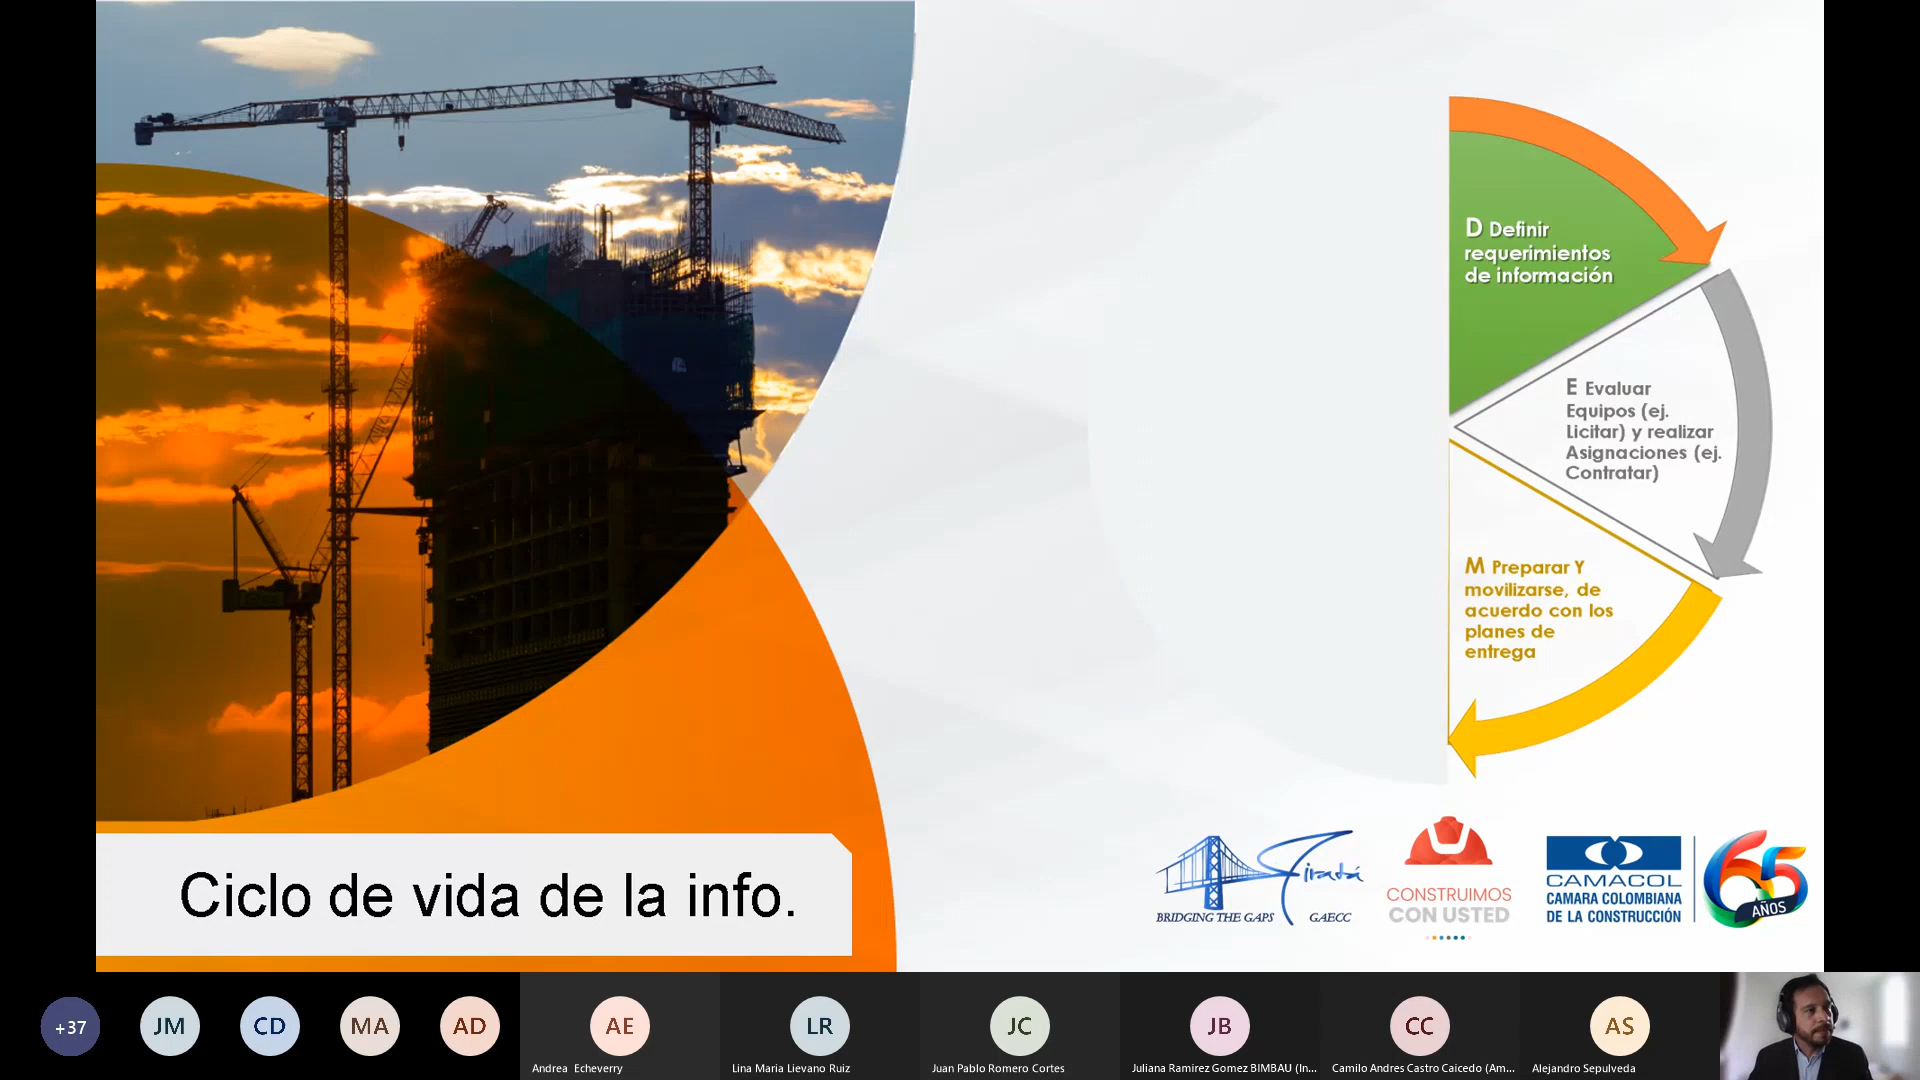 D Definir
requerimientos
de información
E Evaluar
Equipos (ej.
Licitar) y realizar
Asignaciones (ej.
Contratar)
M Preparar Y
movilizarse, de
acuerdo con los
planes de
entrega
Ciclo de vida de la info.
Giratá
BRIDGING THE GAPS GAECC
CONSTRUIMOS
CON USTED
CAMACOL
CAMARA COLOMBIANA
DE LA CONSTRUCCIÓN
65
AÑOS
+37
JM
CD
MA
AD
AE
LR
JC
JB
CC
AS
Andrea Echeverry
Lina Maria Lievano Ruiz
Juan Pablo Romero Cortes
Juliana Ramirez Gomez BIMBAU (In...
Camilo Andres Castro Caicedo (Am...
Alejandro Sepulveda